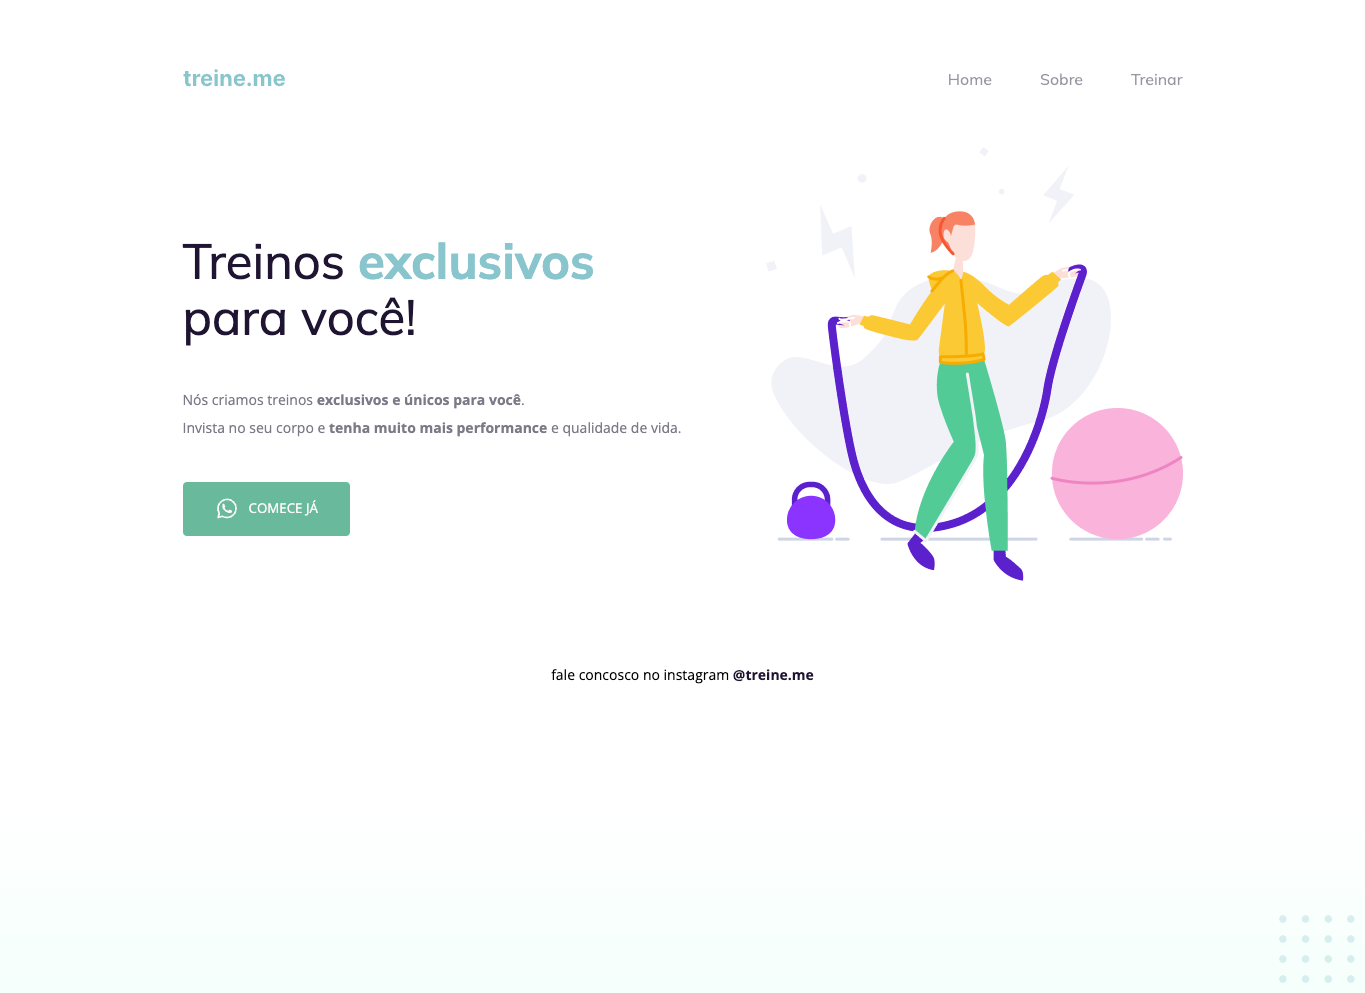 treine.me
Home
Sobre
Treinar
Treinos exclusivos
para você!
Nós criamos treinos exclusivos e únicos para você.
Invista no seu corpo e tenha muito mais performance e qualidade de vida.
COMECE JÁ
fale concosco no instagram @treine.me